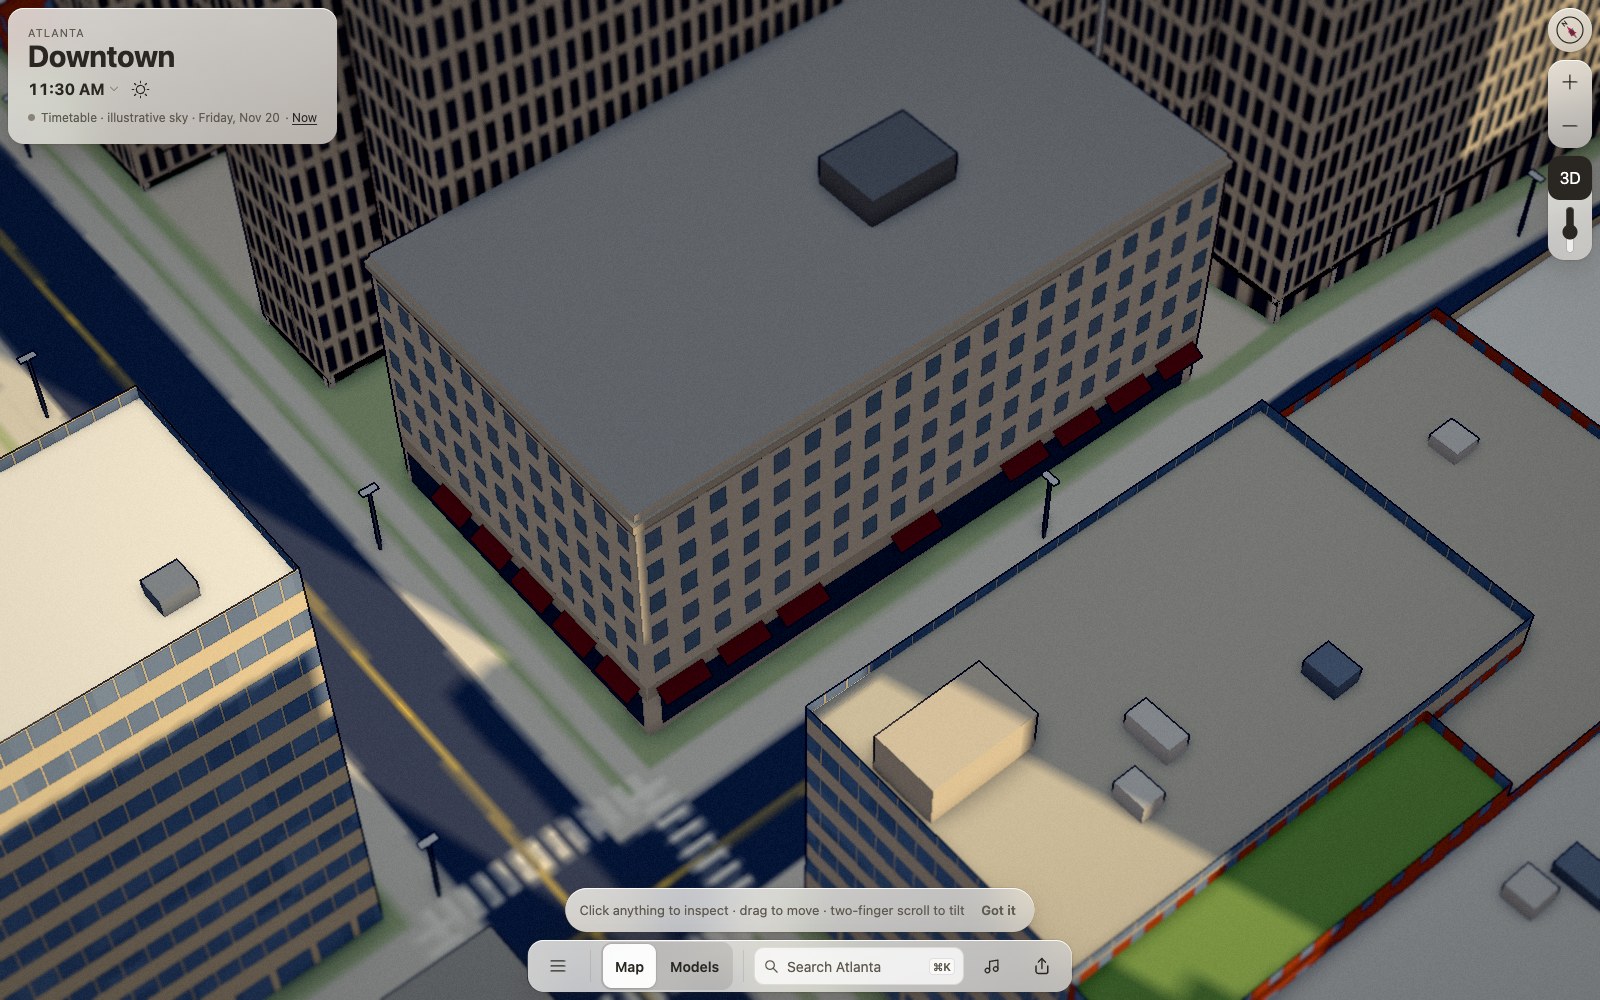 ATLANTA
Downtown
11:30 AM
Timetable · illustrative sky · Friday, Nov 20 · Now
3D
Click anything to inspect · drag to move · two-finger scroll to tilt Got it
Map Models Search Atlanta ⌘K